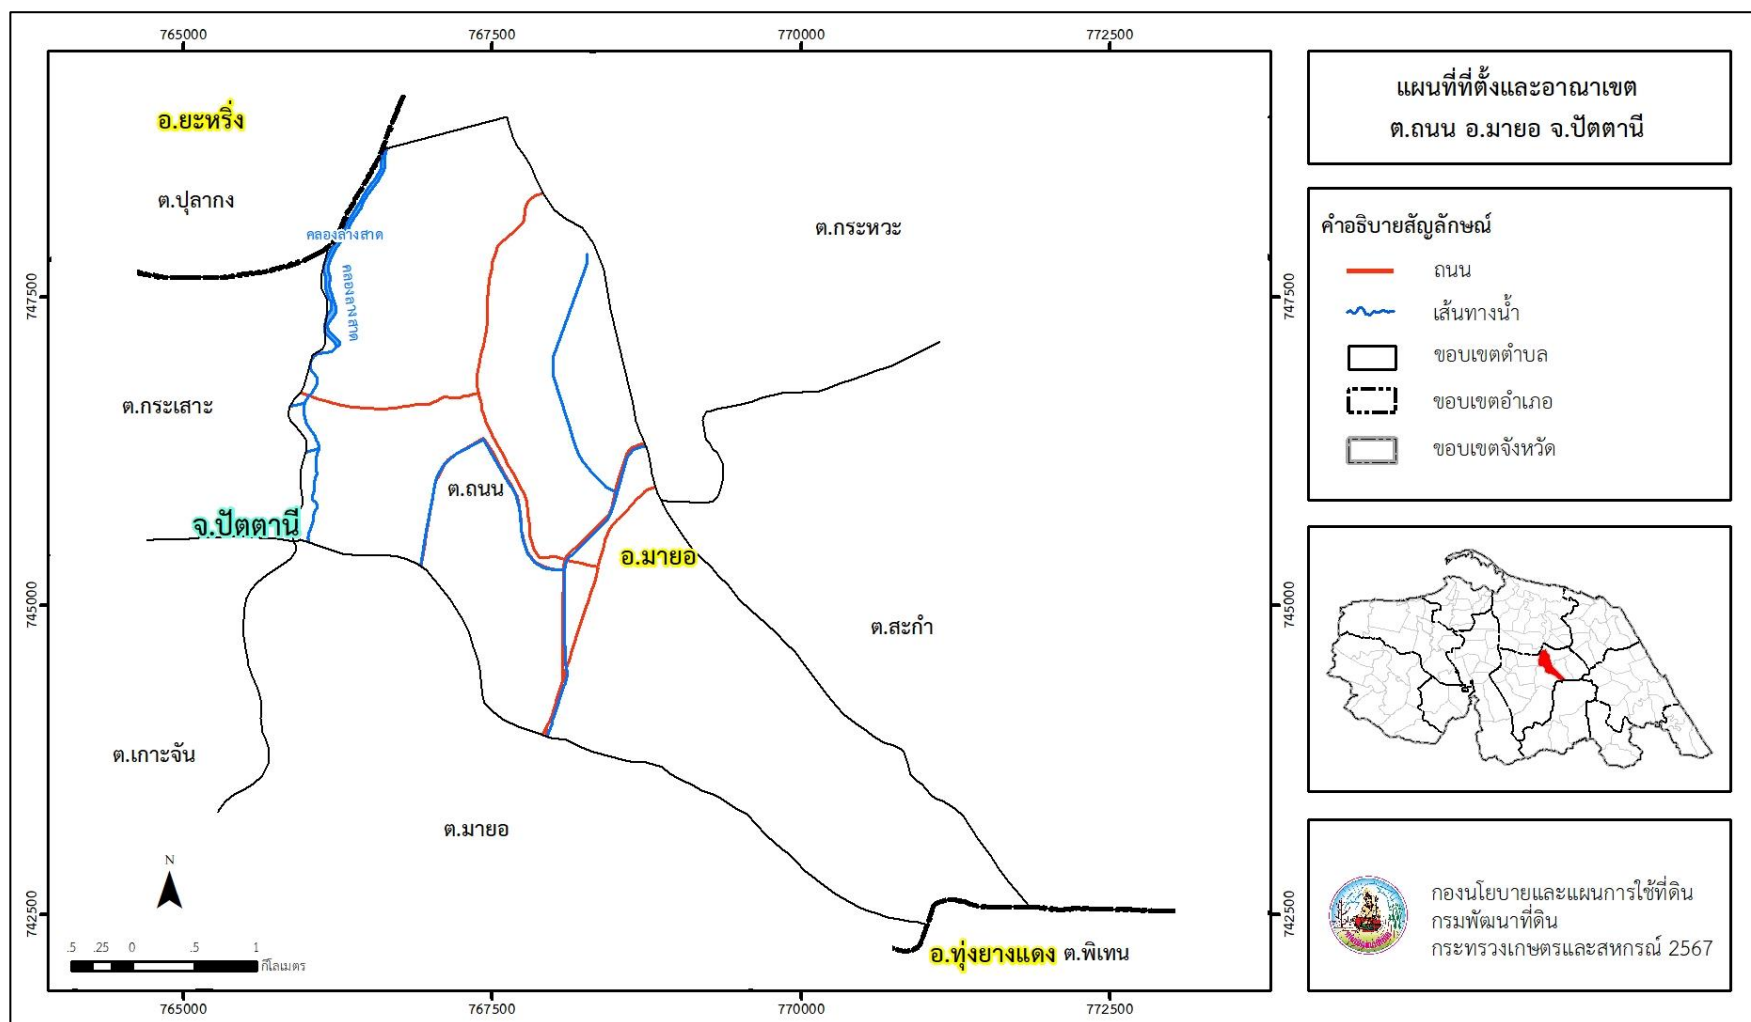 765000 767500 770000 772500
แผนที่ที่ตั้งและอาณาเขต
ต.ถนน อ.มายอ จ.ปัตตานี
อ.ยะหริ่ง
ต.ปุลากง
คลองลางสาด
คลองลางสาด
ต.กระหวะ
747500
747500
ต.กระเสาะ
ต.ถนน
จ.ปัตตานี
อ.มายอ
745000
745000
ต.สะกำ
ต.เกาะจัน
ต.มายอ
742500
742500
อ.ทุ่งยางแดง ต.พิเทน
N
.5 .25 0 .5 1
กิโลเมตร
765000 767500 770000 772500
คำอธิบายสัญลักษณ์
ถนน
เส้นทางน้ำ
ขอบเขตตำบล
ขอบเขตอำเภอ
ขอบเขตจังหวัด
กองนโยบายและแผนการใช้ที่ดิน
กรมพัฒนาที่ดิน
กระทรวงเกษตรและสหกรณ์ 2567